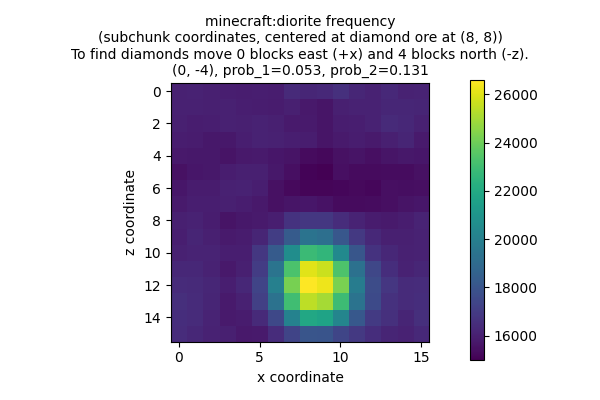 minecraft:diorite frequency
(subchunk coordinates, centered at diamond ore at (8, 8))
To find diamonds move 0 blocks east (+x) and 4 blocks north (-z).
(0, -4), prob_1=0.053, prob_2=0.131
0
2
4
6
8
10
12
14
z coordinate
0 5 10 15
x coordinate
26000
24000
22000
20000
18000
16000